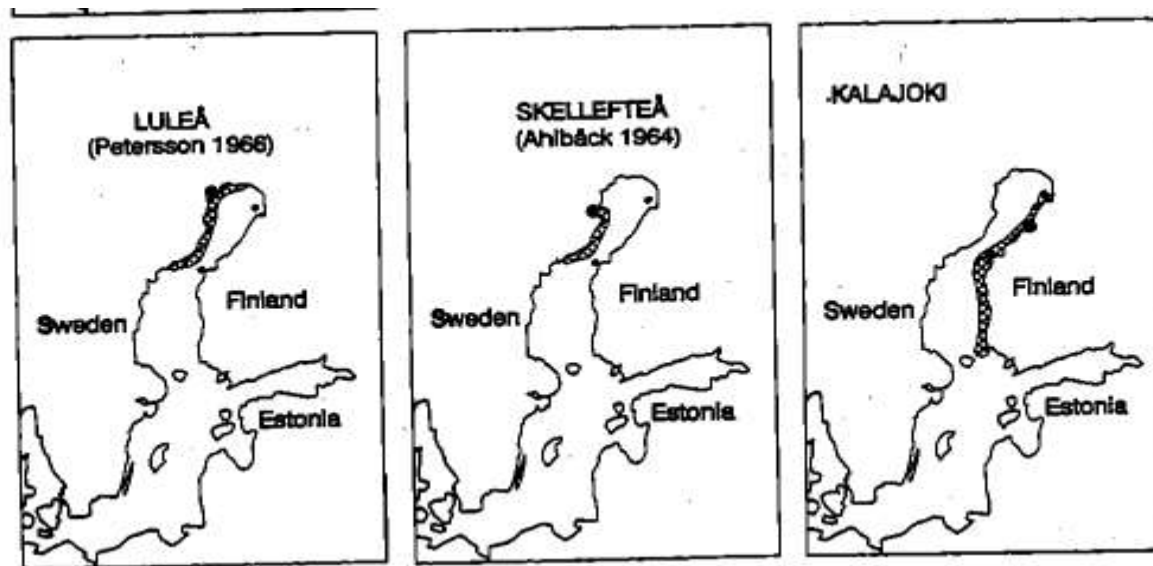 LULEÅ
(Petersson 1966)
Sweden
Finland
Estonia
SKELLEFTEÅ
(Ahlbäck 1964)
Sweden
Finland
Estonia
KALAJOKI
Sweden
Finland
Estonia